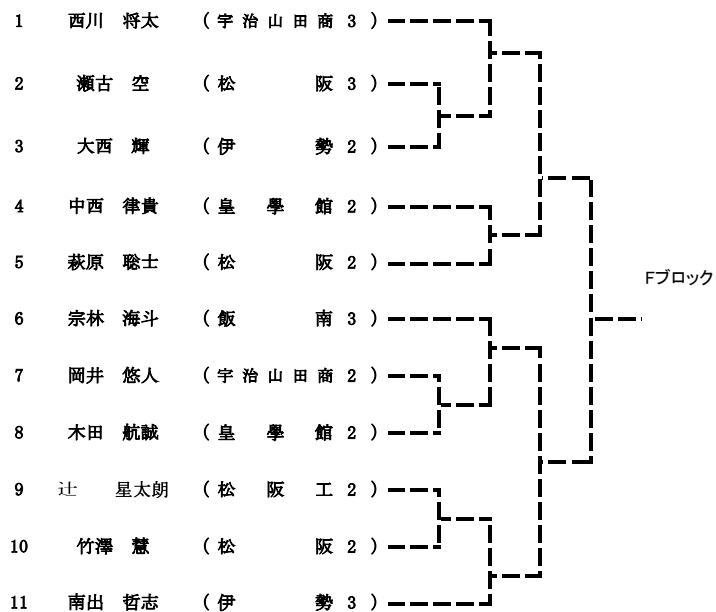 1 西川 将太 (宇治山田商 3)
2 瀬古 空 (松阪 3)
3 大西 輝 (伊勢 2)
4 中西 律貴 (皇學館 2)
5 萩原 聡士 (松阪 2)
Fブロック
6 宗林 海斗 (飯南 3)
7 岡井 悠人 (宇治山田商 2)
8 木田 航誠 (皇學館 2)
9 辻 星太朗 (松阪工 2)
10 竹澤 慧 (松阪 2)
11 南出 哲志 (伊勢 3)